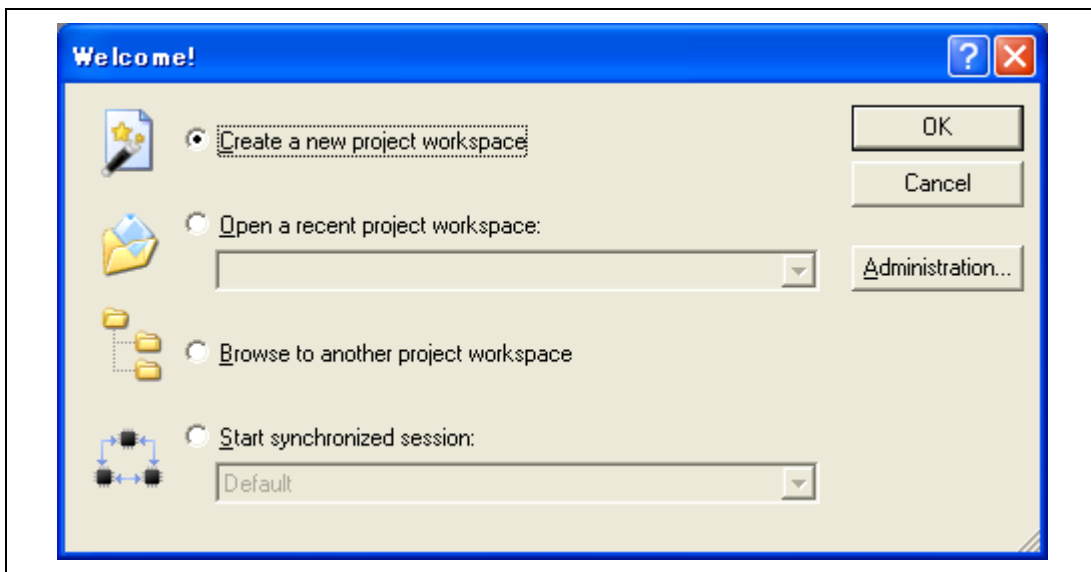 Welcome!
Create a new project workspace
OK
Cancel
Open a recent project workspace:
Administration...
Browse to another project workspace
Start synchronized session:
Default